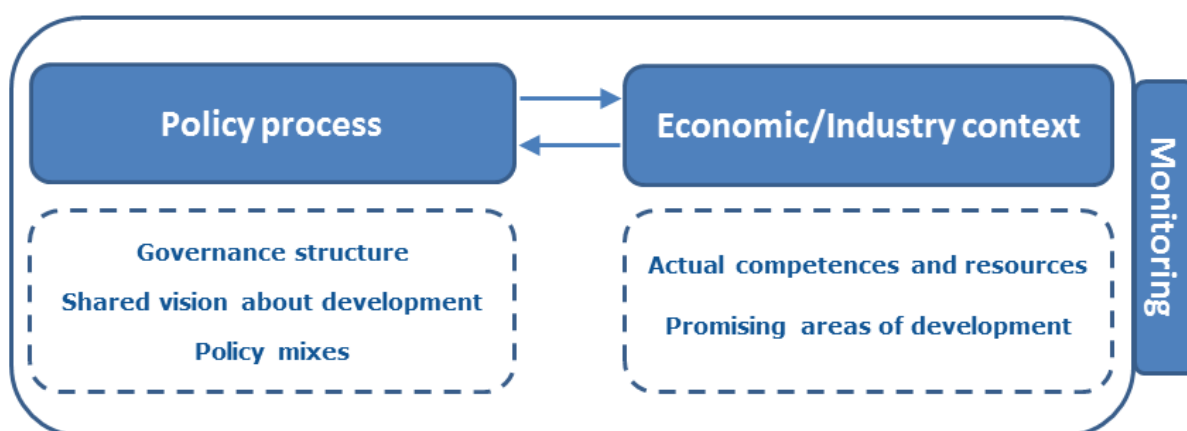 Policy process
Economic/Industry context
Governance structure
Shared vision about development
Policy mixes
Actual competences and resources
Promising areas of development
Monitoring